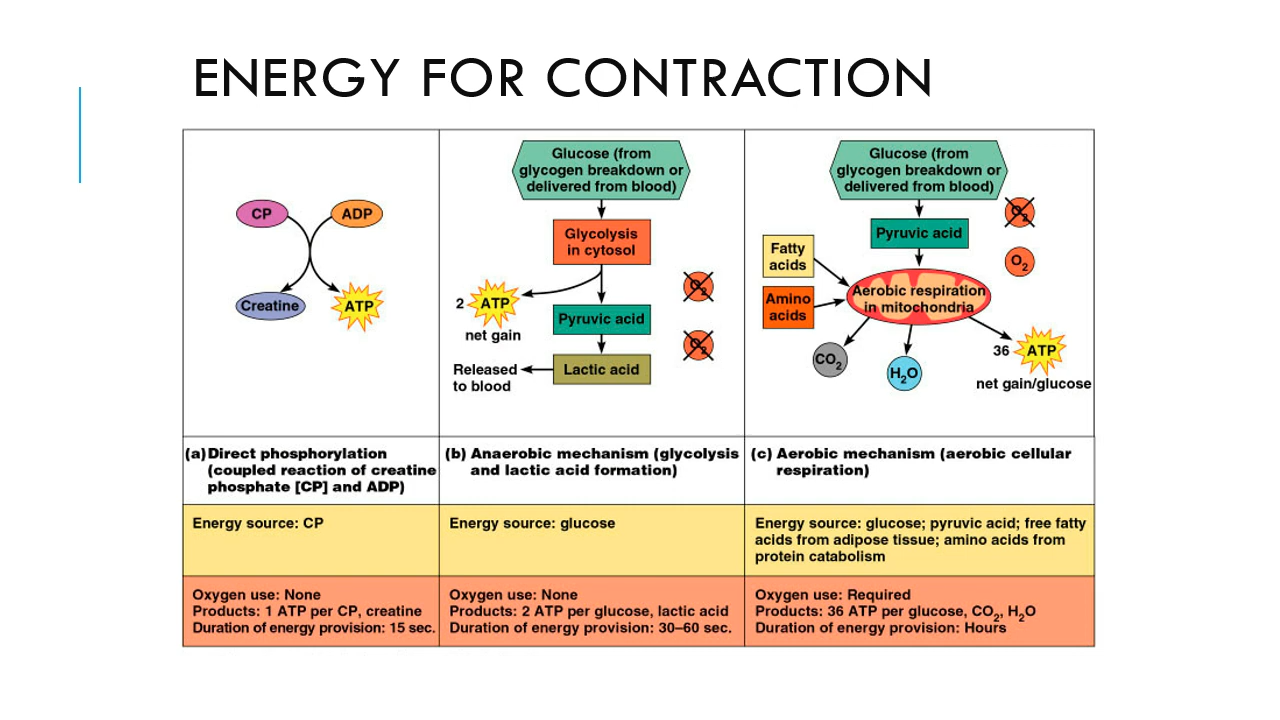 ENERGY FOR CONTRACTION
CP
ADP
Creatine
ATP
Glucose (from
glycogen breakdown or
delivered from blood)
Glycolysis
in cytosol
2
ATP
net gain
O2
Pyruvic acid
O2
Released
to blood
Lactic acid
Glucose (from
glycogen breakdown or
delivered from blood)
O2
Pyruvic acid
O2
Fatty
acids
Amino
acids
Aerobic respiration
in mitochondria
CO2
H2O
36
ATP
net gain/glucose
(a) Direct phosphorylation
(coupled reaction of creatine
phosphate [CP] and ADP)
(b) Anaerobic mechanism (glycolysis
and lactic acid formation)
(c) Aerobic mechanism (aerobic cellular
respiration)
Energy source: CP
Energy source: glucose
Energy source: glucose; pyruvic acid; free fatty
acids from adipose tissue; amino acids from
protein catabolism
Oxygen use: None
Products: 1 ATP per CP, creatine
Duration of energy provision: 15 sec.
Oxygen use: None
Products: 2 ATP per glucose, lactic acid
Duration of energy provision: 30–60 sec.
Oxygen use: Required
Products: 36 ATP per glucose, CO2, H2O
Duration of energy provision: Hours